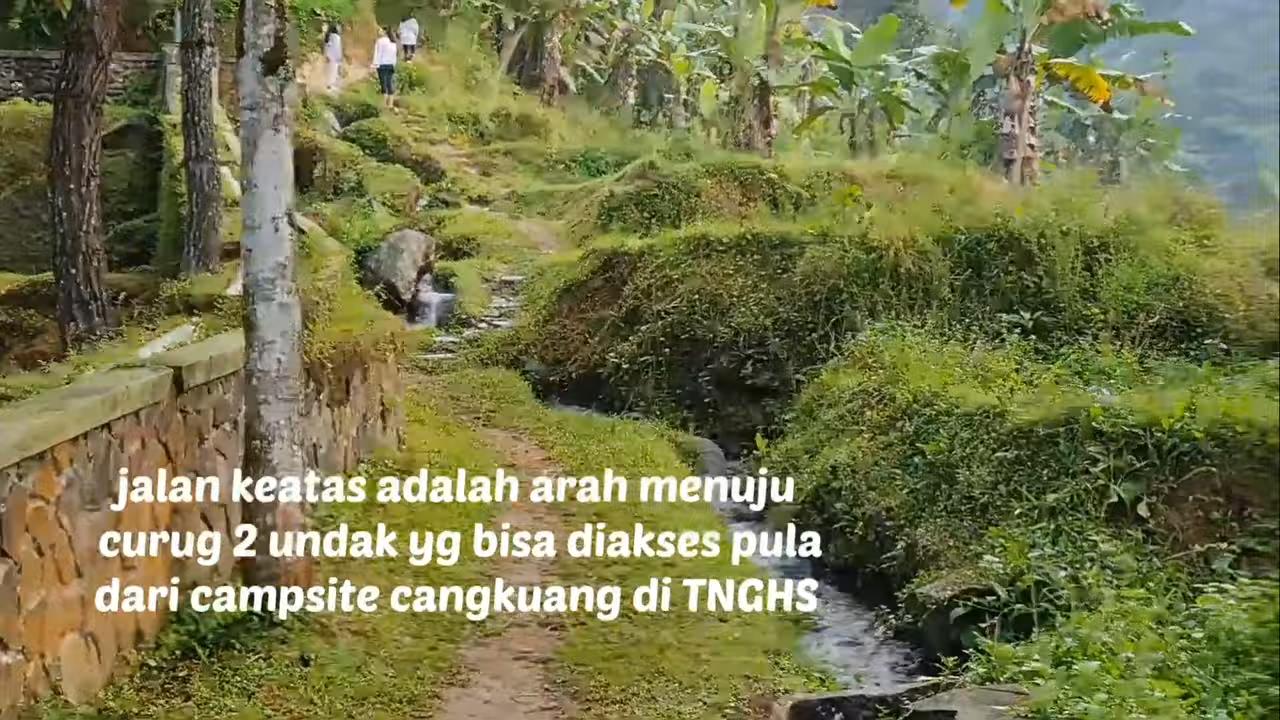 jalan keatas adalah arah menuju
curug 2 undak yg bisa diakses pula
dari campsite cangkuang di TNGHS